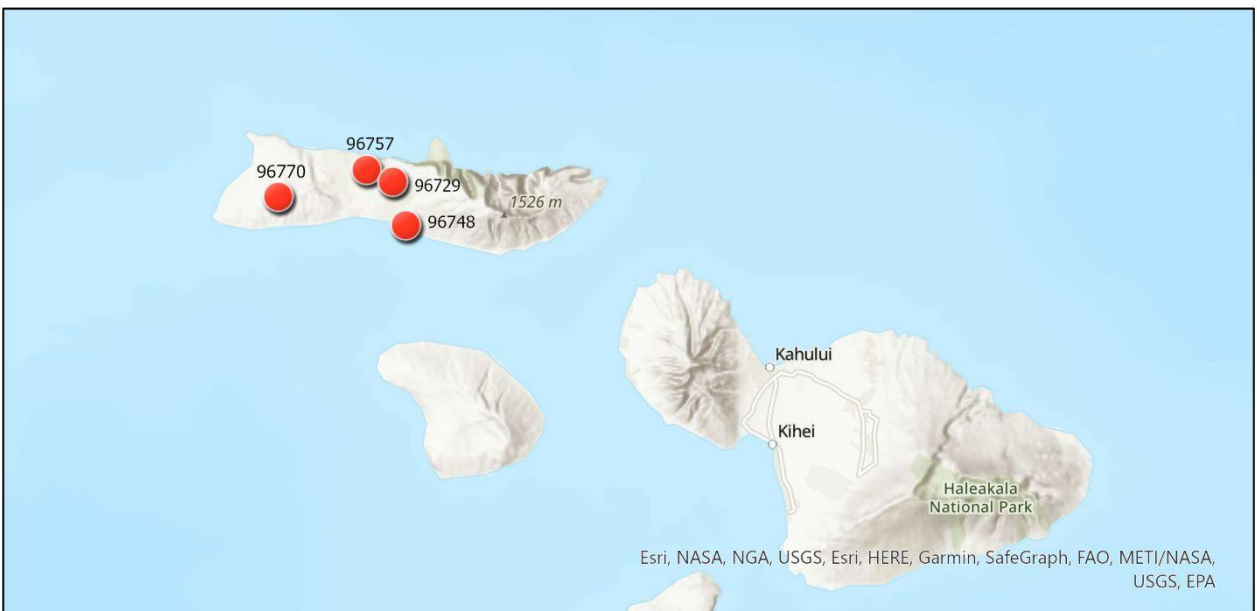 96757
96770
96729
1526 m
96748
Kahului
Kihei
Haleakala
National Park
Esri, NASA, NGA, USGS, Esri, HERE, Garmin, SafeGraph, FAO, METI/NASA,
USGS, EPA